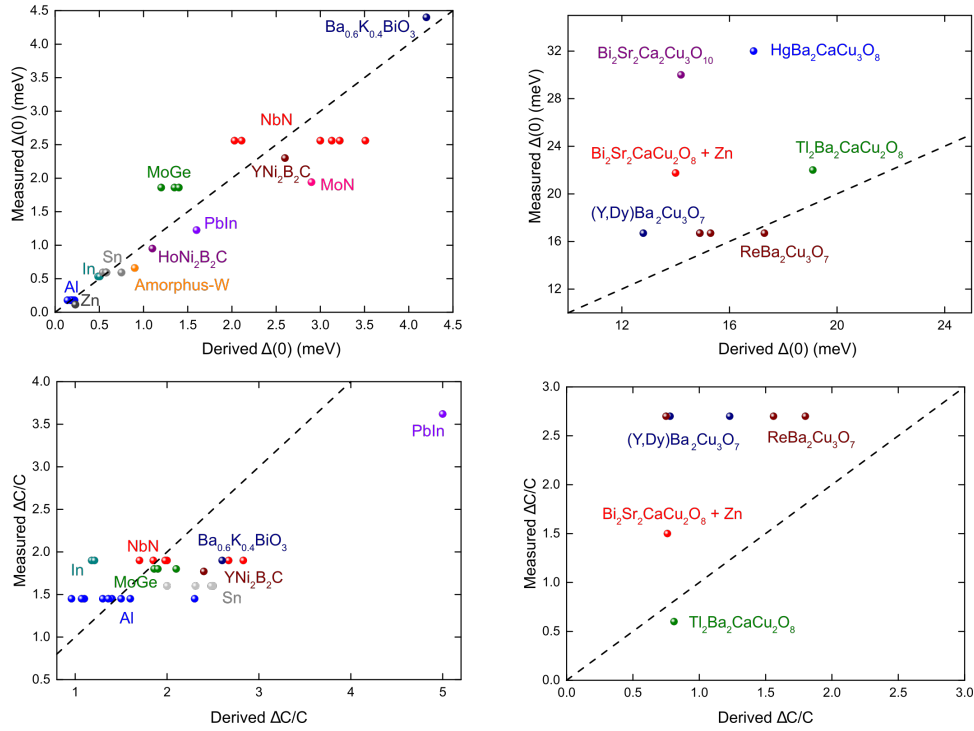 Measured Δ(0) (meV)
4.5
4.0
3.5
3.0
2.5
2.0
1.5
1.0
0.5
0.0
Ba0.6K0.4BiO3
NbN
MoGe
YNi2B2C
MoN
PbIn
Sn
HoNi2B2C
In
Amorphus-W
Al
Zn
0.0 0.5 1.0 1.5 2.0 2.5 3.0 3.5 4.0 4.5
Derived Δ(0) (meV)
Measured Δ(0) (meV)
32
28
24
20
16
12
Bi2Sr2Ca2Cu3O10
HgBa2CaCu3O8
Bi2Sr2CaCu2O8 + Zn
Tl2Ba2CaCu2O8
(Y,Dy)Ba2Cu3O7
ReBa2Cu3O7
12 16 20 24
Derived Δ(0) (meV)
Measured ΔC/C
4.0
3.5
3.0
2.5
2.0
1.5
1.0
0.5
PbIn
NbN
Ba0.6K0.4BiO3
In
MoGe
YNi2B2C
Sn
Al
1 2 3 4 5
Derived ΔC/C
Measured ΔC/C
3.0
2.5
2.0
1.5
1.0
0.5
0.0
(Y,Dy)Ba2Cu3O7
ReBa2Cu3O7
Bi2Sr2CaCu2O8 + Zn
Tl2Ba2CaCu2O8
0.0 0.5 1.0 1.5 2.0 2.5 3.0
Derived ΔC/C